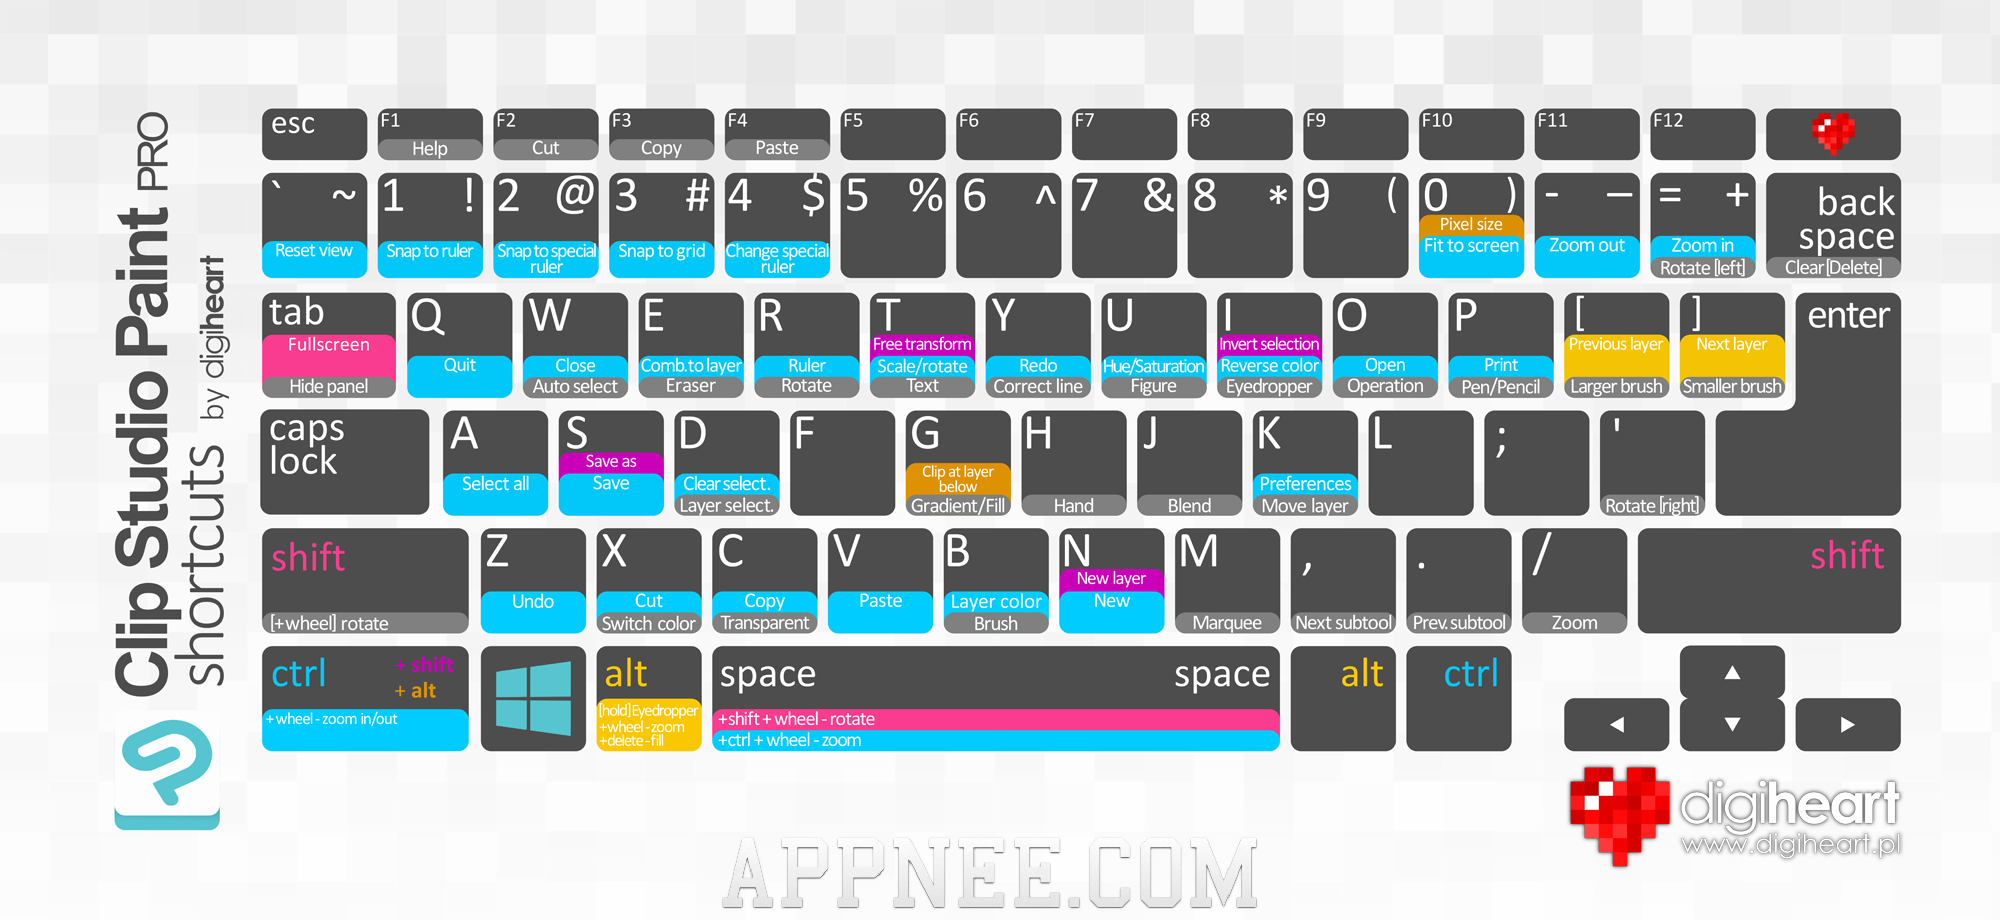 Clip Studio Paint PRO
shortcuts by digiheart
esc
F1
Help
F2
Cut
F3
Copy
F4
Paste
F5
F6
F7
F8
F9
F10
F11
F12
` ~
Reset view
1 !
Snap to ruler
2 @
Snap to special
ruler
3 #
Snap to grid
4 $
Change special
ruler
5 %
6 ^
7 &
8 *
9 (
0 )
Pixel size
Fit to screen
- –
Zoom out
= +
Zoom in
Rotate [left]
back
space
Clear[Delete]
tab
Fullscreen
Hide panel
Q
Quit
W
Close
Auto select
E
Comb.to layer
Eraser
R
Ruler
Rotate
T
Free transform
Scale/rotate
Text
Y
Redo
Correct line
U
Hue/Saturation
Figure
I
Invert selection
Reverse color
Eyedropper
O
Open
Operation
P
Print
Pen/Pencil
[
Previous layer
Larger brush
]
Next layer
Smaller brush
enter
caps
lock
A
Select all
S
Save as
Save
D
Clear select.
Layer select.
F
G
Clip at layer
below
Gradient/Fill
H
Hand
J
Blend
K
Preferences
Move layer
L
;
'
Rotate [right]
shift
[+wheel] rotate
Z
Undo
X
Cut
Switch color
C
Copy
Transparent
V
Paste
B
Layer color
Brush
N
New layer
New
M
Marquee
,
Next subtool
.
Prev. subtool
/
Zoom
shift
ctrl
+ shift
+ alt
+wheel - zoom in/out
alt
[hold]Eyedropper
+wheel - zoom
+delete - fill
space space
+shift + wheel - rotate
+ctrl + wheel - zoom
alt
ctrl
digiheart
www.digiheart.pl
APPNEE.COM